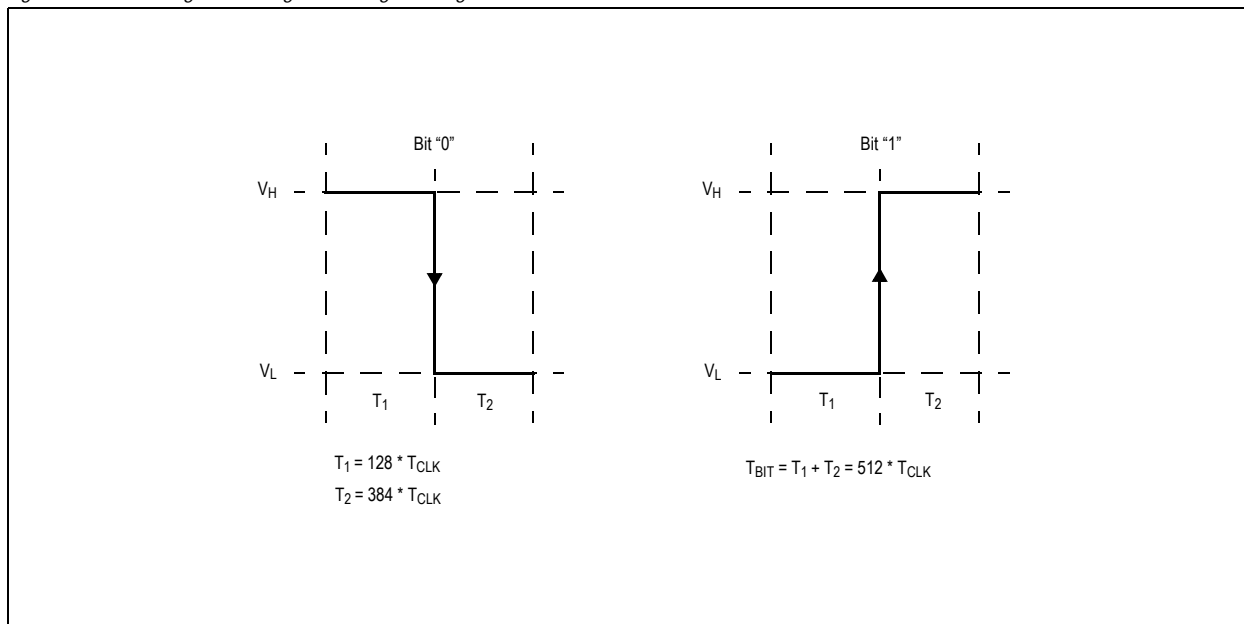 Bit “0”
Bit “1”
V_H
V_H
V_L
V_L
T_1
T_2
T_1
T_2
T_1 = 128 * T_CLK
T_2 = 384 * T_CLK
T_BIT = T_1 + T_2 = 512 * T_CLK